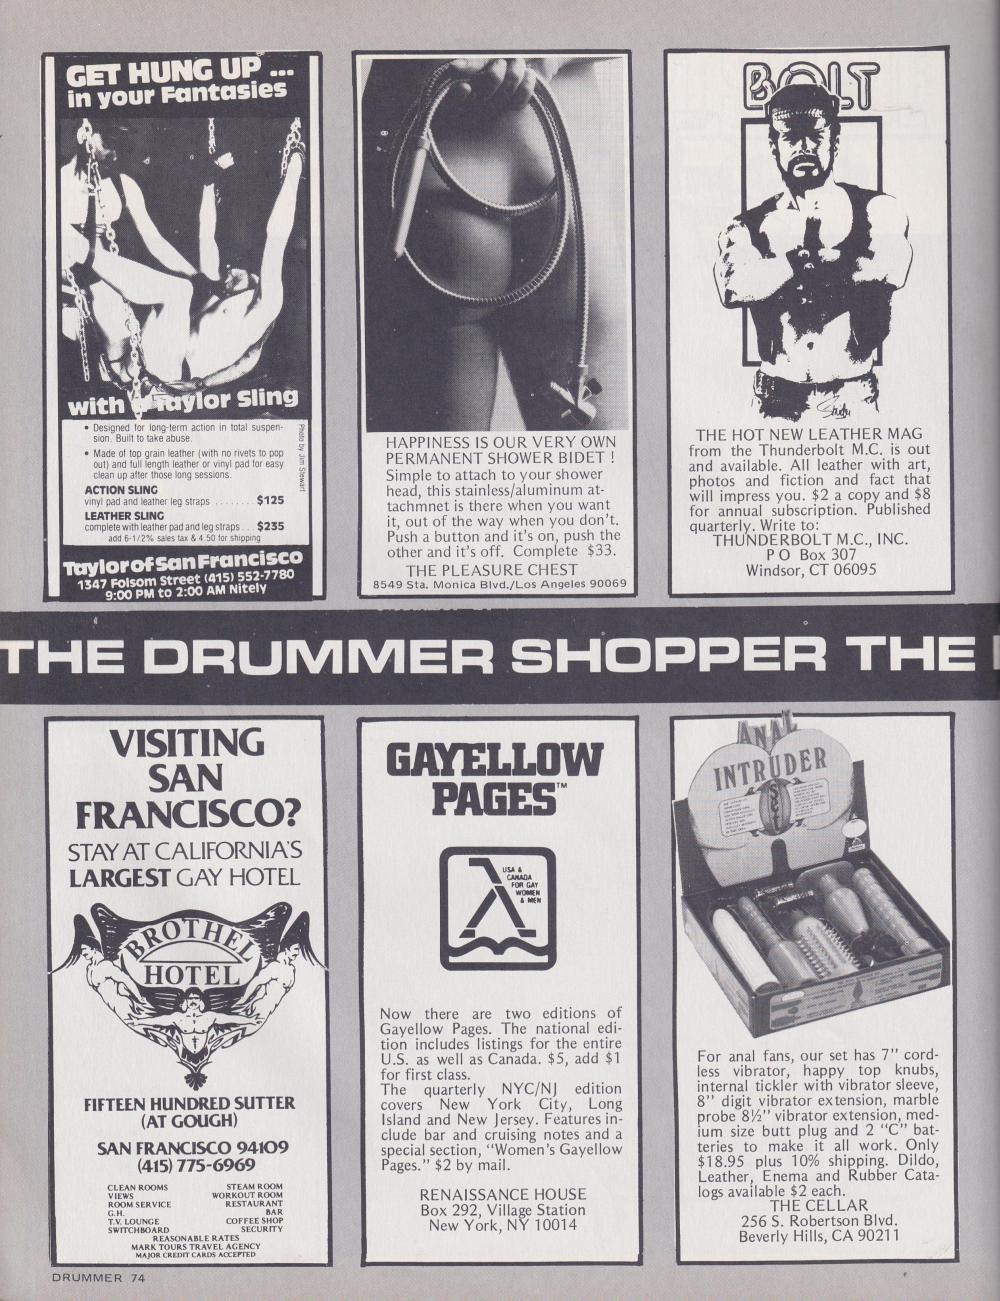 GET HUNG UP ...
in your Fantasies
with a Taylor Sling
• Designed for long-term action in total suspen-
sion. Built to take abuse.
• Made of top grain leather (with no rivets to pop
out) and full length leather or vinyl pad for easy
clean up after those long sessions.
ACTION SLING
vinyl pad and leather leg straps ....... $125
LEATHER SLING
complete with leather pad and leg straps ... $235
add 6-1/2% sales tax & 4.50 for shipping
Photo by Jim Stewart
Taylor of San Francisco
1347 Folsom Street (415) 552-7780
9:00 PM to 2:00 AM Nitely
HAPPINESS IS OUR VERY OWN
PERMANENT SHOWER BIDET !
Simple to attach to your shower
head, this stainless/aluminum at-
tachmnet is there when you want
it, out of the way when you don't.
Push a button and it's on, push the
other and it's off. Complete $33.
THE PLEASURE CHEST
8549 Sta. Monica Blvd./Los Angeles 90069
BOLT
THE HOT NEW LEATHER MAG
from the Thunderbolt M.C. is out
and available. All leather with art,
photos and fiction and fact that
will impress you. $2 a copy and $8
for annual subscription. Published
quarterly. Write to:
THUNDERBOLT M.C., INC.
P O Box 307
Windsor, CT 06095
THE DRUMMER SHOPPER THE
VISITING
SAN
FRANCISCO?
STAY AT CALIFORNIA'S
LARGEST GAY HOTEL
BROTHEL
HOTEL
FIFTEEN HUNDRED SUTTER
(AT GOUGH)
SAN FRANCISCO 94109
(415) 775-6969
CLEAN ROOMS STEAM ROOM
VIEWS WORKOUT ROOM
ROOM SERVICE RESTAURANT
G.H. BAR
T.V. LOUNGE COFFEE SHOP
SWITCHBOARD SECURITY
REASONABLE RATES
MARK TOURS TRAVEL AGENCY
MAJOR CREDIT CARDS ACCEPTED
GAYELLOW
PAGES™
USA &
CANADA
FOR GAY
WOMEN
& MEN
Now there are two editions of
Gayellow Pages. The national edi-
tion includes listings for the entire
U.S. as well as Canada. $5, add $1
for first class.
The quarterly NYC/NJ edition
covers New York City, Long
Island and New Jersey. Features in-
clude bar and cruising notes and a
special section, "Women's Gayellow
Pages." $2 by mail.
RENAISSANCE HOUSE
Box 292, Village Station
New York, NY 10014
ANAL
INTRUDER
For anal fans, our set has 7" cord-
less vibrator, happy top knubs,
internal tickler with vibrator sleeve,
8" digit vibrator extension, marble
probe 8½" vibrator extension, med-
ium size butt plug and 2 "C" bat-
teries to make it all work. Only
$18.95 plus 10% shipping. Dildo,
Leather, Enema and Rubber Cata-
logs available $2 each.
THE CELLAR
256 S. Robertson Blvd.
Beverly Hills, CA 90211
DRUMMER 74